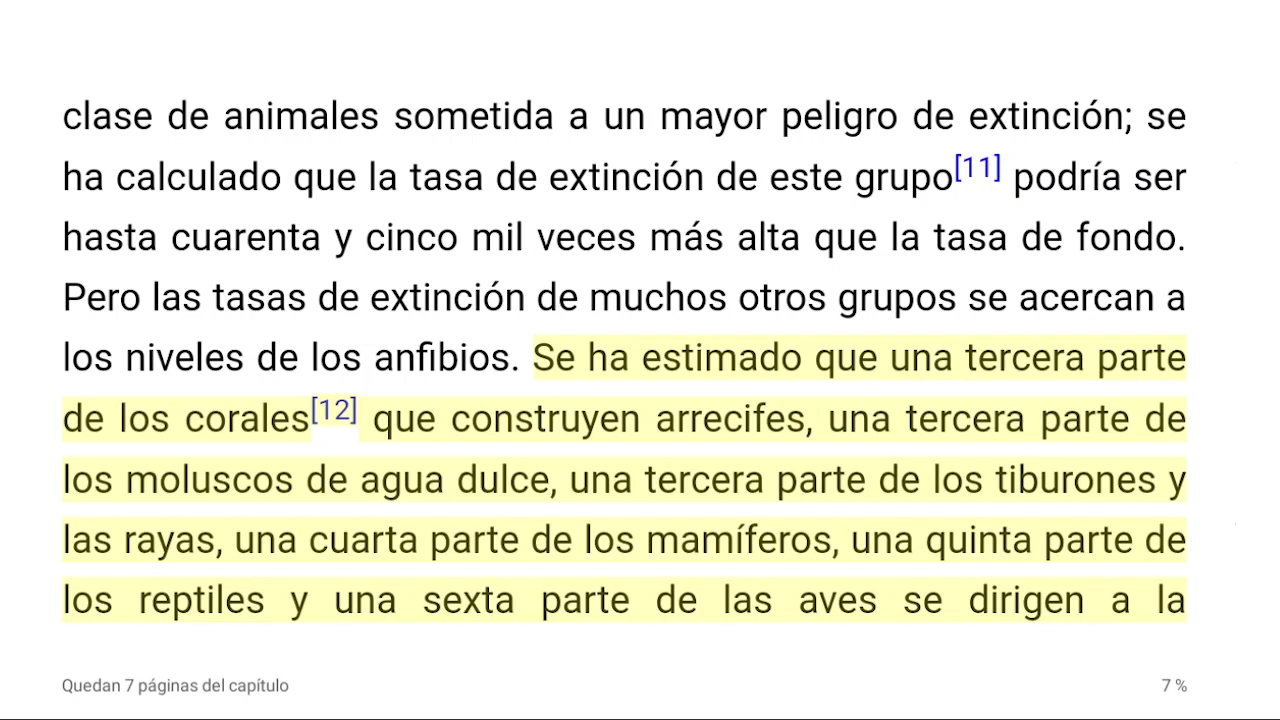 clase de animales sometida a un mayor peligro de extinción; se
ha calculado que la tasa de extinción de este grupo[11] podría ser
hasta cuarenta y cinco mil veces más alta que la tasa de fondo.
Pero las tasas de extinción de muchos otros grupos se acercan a
los niveles de los anfibios. Se ha estimado que una tercera parte
de los corales[12] que construyen arrecifes, una tercera parte de
los moluscos de agua dulce, una tercera parte de los tiburones y
las rayas, una cuarta parte de los mamíferos, una quinta parte de
los reptiles y una sexta parte de las aves se dirigen a la
Quedan 7 páginas del capítulo 7 %